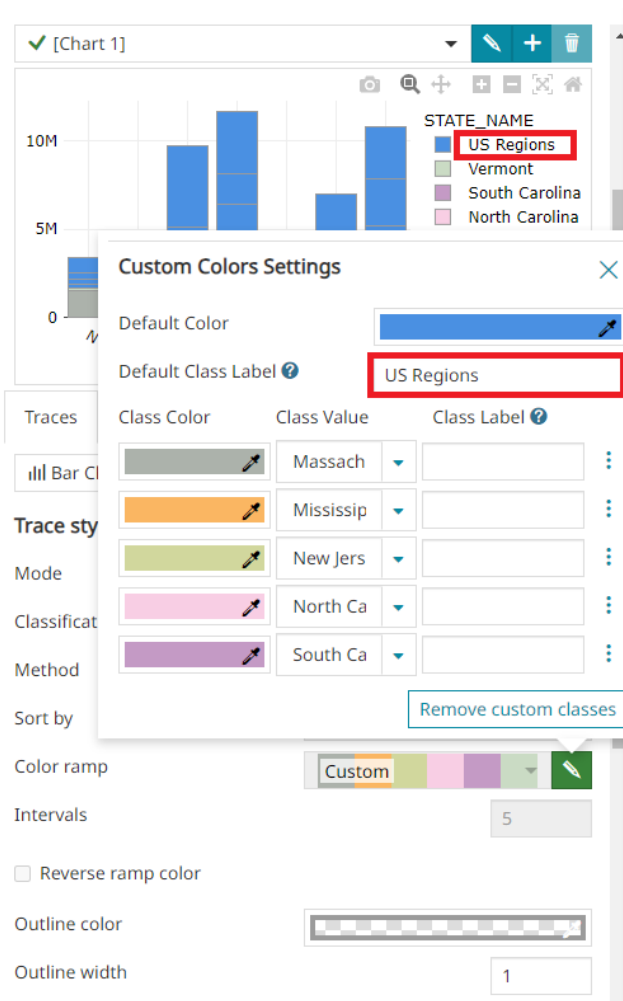 [Chart 1]
STATE_NAME
US Regions
Vermont
South Carolina
North Carolina
10M
5M
0
Custom Colors Settings
Default Color
Default Class Label
US Regions
Class Color Class Value Class Label
Massach
Mississip
New Jers
North Ca
South Ca
Remove custom classes
Traces
Bar C
Trace sty
Mode
Classificat
Method
Sort by
Color ramp Custom
Intervals 5
Reverse ramp color
Outline color
Outline width 1